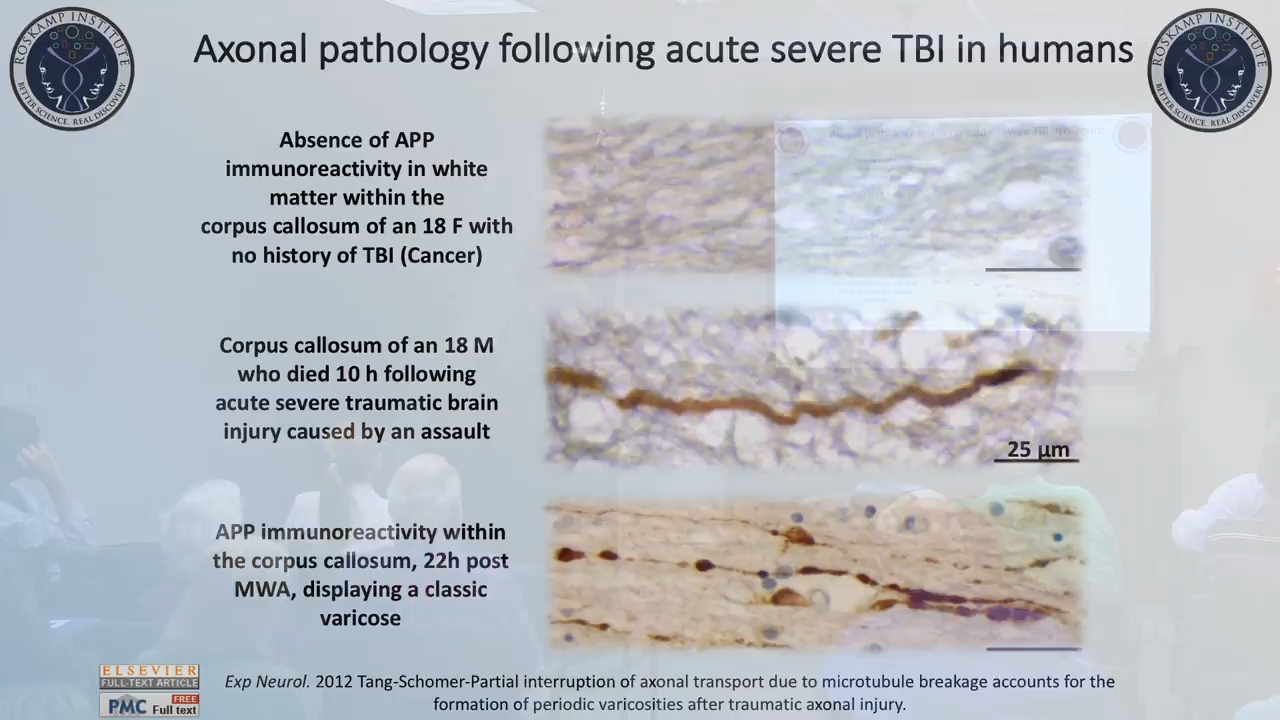 Axonal pathology following acute severe TBI in humans
ROSKAMP INSTITUTE
BETTER SCIENCE. REAL DISCOVERY
ROSKAMP INSTITUTE
BETTER SCIENCE. REAL DISCOVERY
Absence of APP
immunoreactivity in white
matter within the
corpus callosum of an 18 F with
no history of TBI (Cancer)
Corpus callosum of an 18 M
who died 10 h following
acute severe traumatic brain
injury caused by an assault
25 µm
APP immunoreactivity within
the corpus callosum, 22h post
MWA, displaying a classic
varicose
ELSEVIER
FULL-TEXT ARTICLE
PMC FREE Full text
Exp Neurol. 2012 Tang-Schomer-Partial interruption of axonal transport due to microtubule breakage accounts for the
formation of periodic varicosities after traumatic axonal injury.